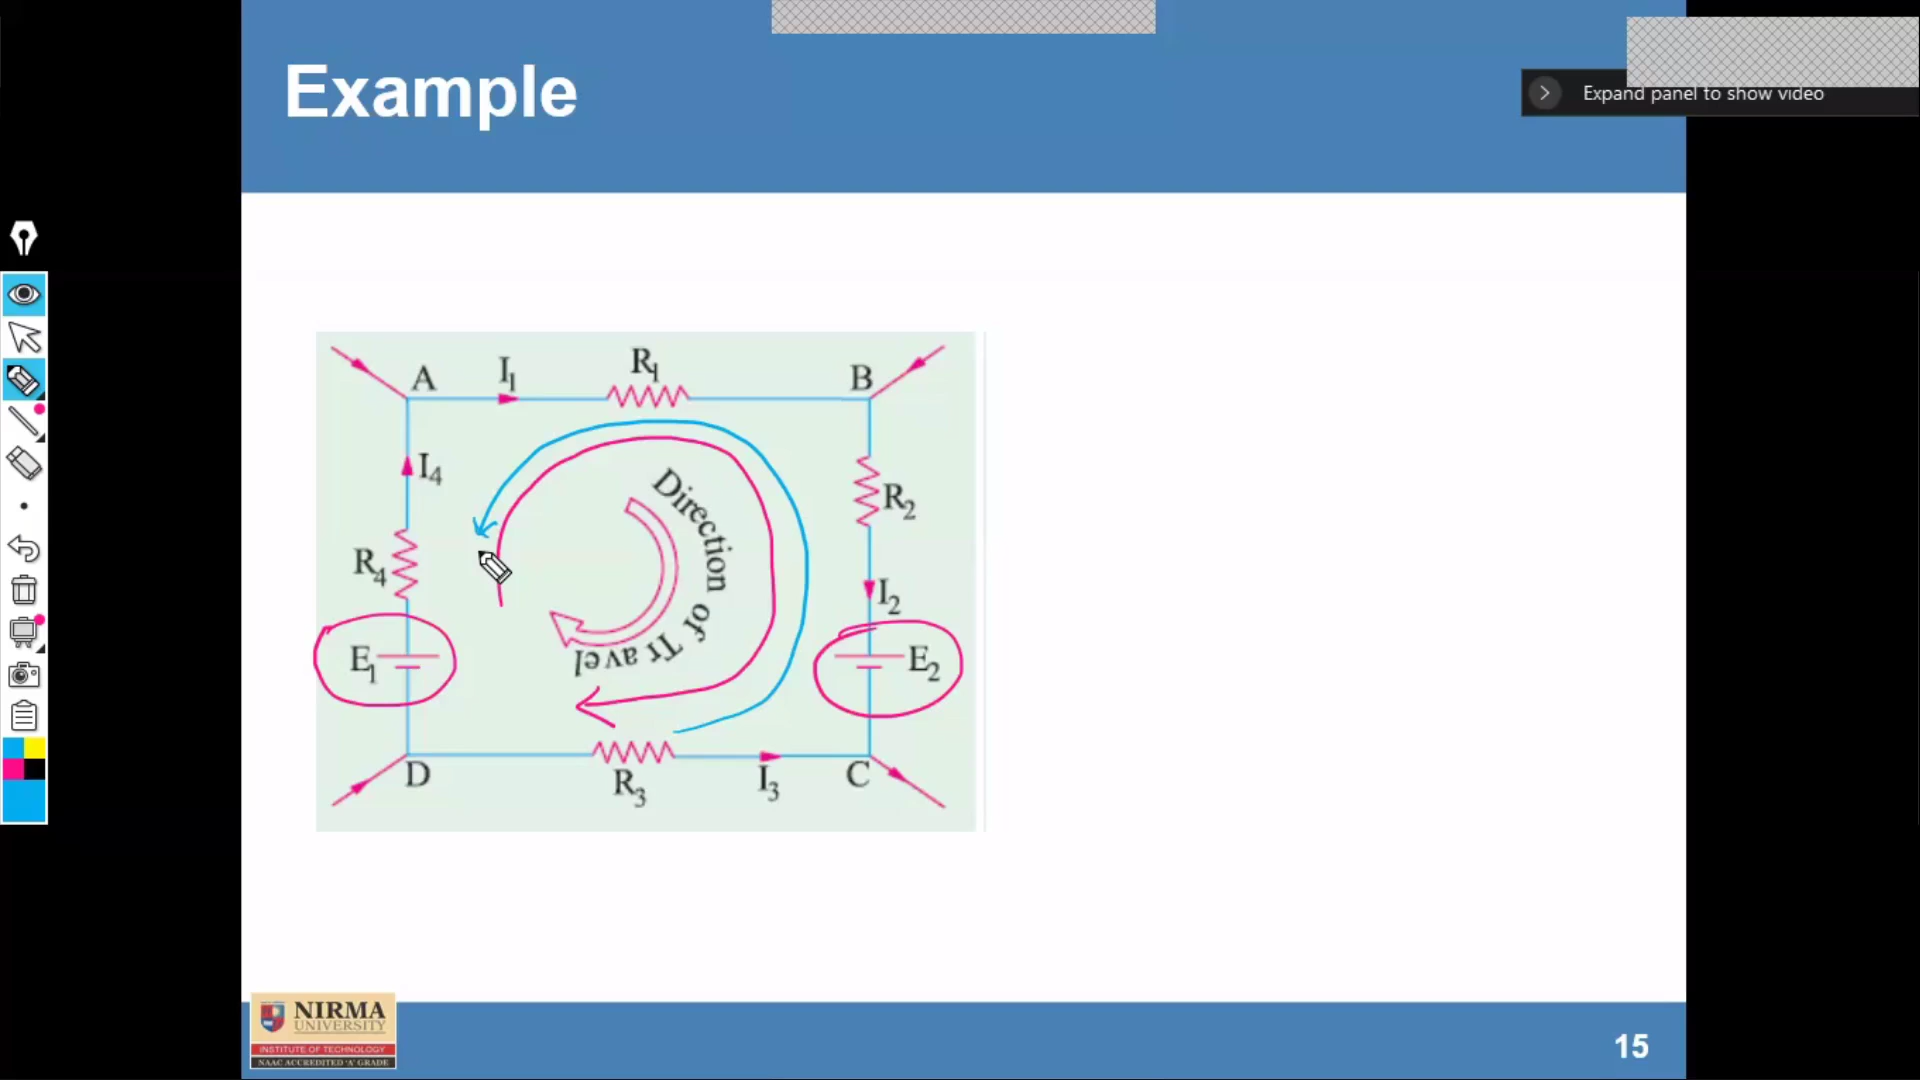 Example
Expand panel to show video
A
I1
R1
B
I4
R2
R4
Direction of Travel
I2
E1
E2
D
R3
I3
C
NIRMA
UNIVERSITY
INSTITUTE OF TECHNOLOGY
NAAC ACCREDITED 'A' GRADE
15